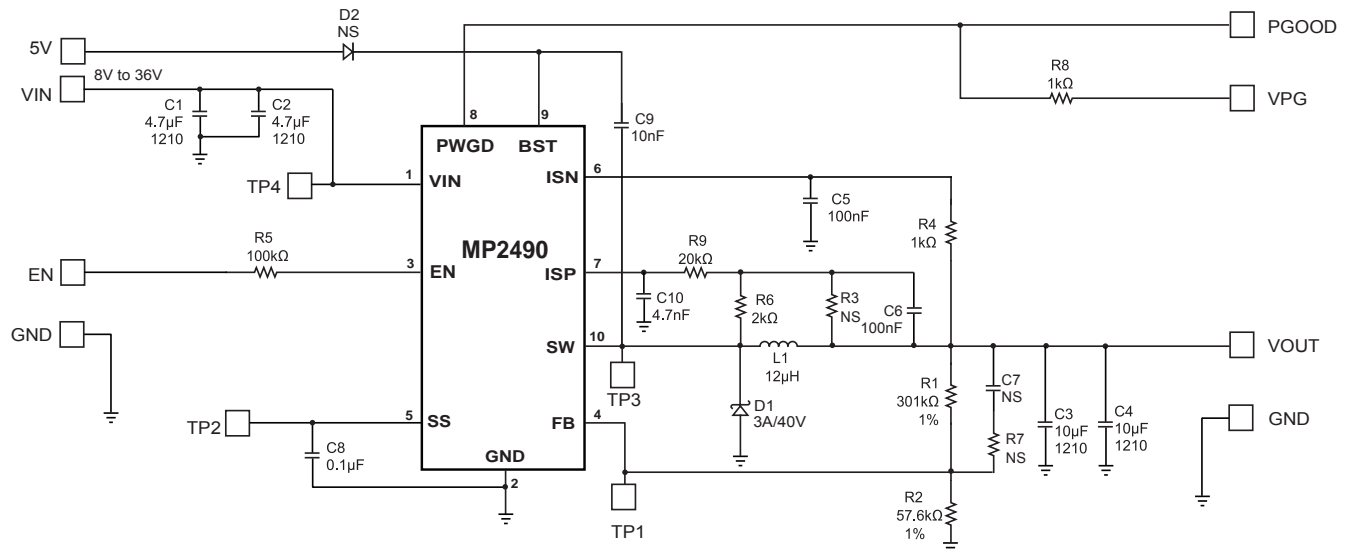 D2
NS
5V
PGOOD
8V to 36V
VIN
R8
1kΩ
VPG
C1
4.7µF
1210
C2
4.7µF
1210
8
9
C9
10nF
PWGD
BST
6
ISN
TP4
1
VIN
C5
100nF
R4
1kΩ
MP2490
R5
100kΩ
EN
3
EN
7
ISP
R9
20kΩ
C10
4.7nF
R6
2kΩ
R3
NS
C6
100nF
GND
10
SW
VOUT
L1
12µH
TP3
D1
3A/40V
R1
301kΩ
1%
C7
NS
C3
10µF
1210
C4
10µF
1210
GND
TP2
5
SS
4
FB
R7
NS
C8
0.1µF
GND
2
TP1
R2
57.6kΩ
1%